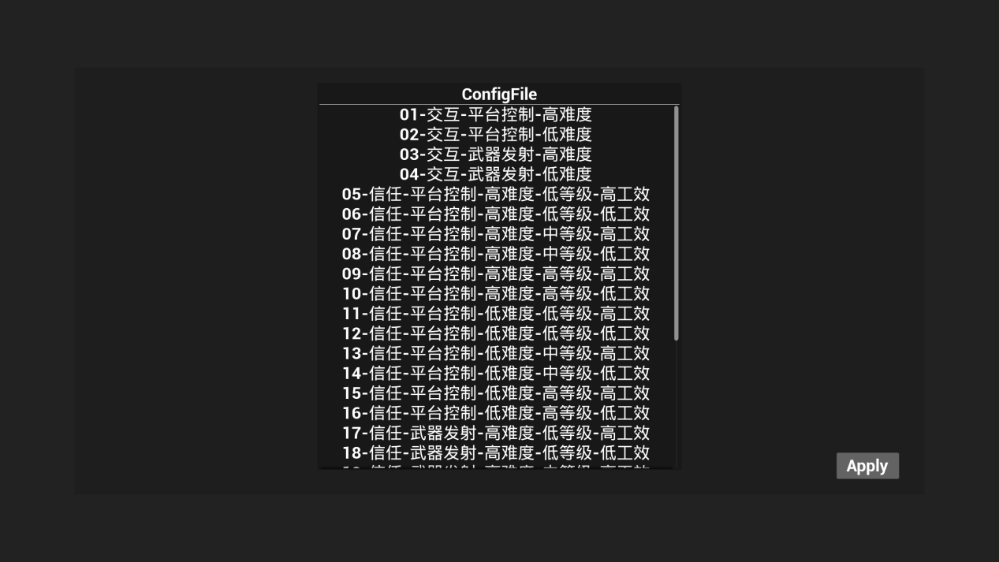 ConfigFile
01-交互-平台控制-高难度
02-交互-平台控制-低难度
03-交互-武器发射-高难度
04-交互-武器发射-低难度
05-信任-平台控制-高难度-低等级-高工效
06-信任-平台控制-高难度-低等级-低工效
07-信任-平台控制-高难度-中等级-高工效
08-信任-平台控制-高难度-中等级-低工效
09-信任-平台控制-高难度-高等级-高工效
10-信任-平台控制-高难度-高等级-低工效
11-信任-平台控制-低难度-低等级-高工效
12-信任-平台控制-低难度-低等级-低工效
13-信任-平台控制-低难度-中等级-高工效
14-信任-平台控制-低难度-中等级-低工效
15-信任-平台控制-低难度-高等级-高工效
16-信任-平台控制-低难度-高等级-低工效
17-信任-武器发射-高难度-低等级-高工效
18-信任-武器发射-高难度-低等级-低工效
Apply